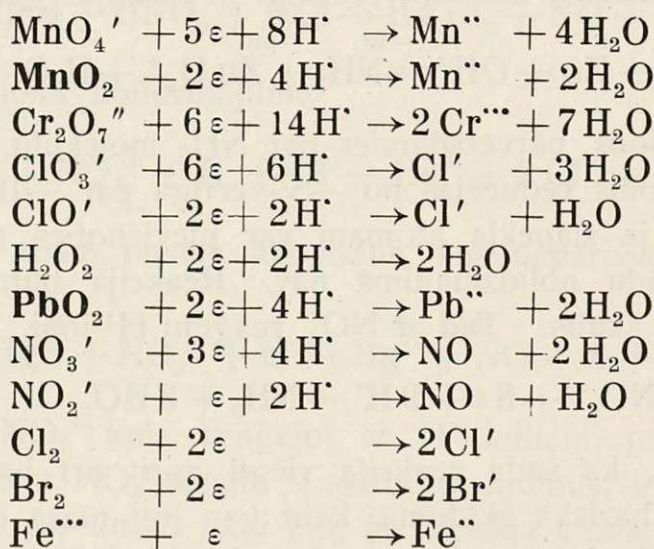 MnO₄′ + 5ε + 8H˙ → Mn˙˙ + 4H₂O
MnO₂ + 2ε + 4H˙ → Mn˙˙ + 2H₂O
Cr₂O₇″ + 6ε + 14H˙ → 2Cr˙˙˙ + 7H₂O
ClO₃′ + 6ε + 6H˙ → Cl′ + 3H₂O
ClO′ + 2ε + 2H˙ → Cl′ + H₂O
H₂O₂ + 2ε + 2H˙ → 2H₂O
PbO₂ + 2ε + 4H˙ → Pb˙˙ + 2H₂O
NO₃′ + 3ε + 4H˙ → NO + 2H₂O
NO₂′ + ε + 2H˙ → NO + H₂O
Cl₂ + 2ε → 2Cl′
Br₂ + 2ε → 2Br′
Fe˙˙˙ + ε → Fe˙˙